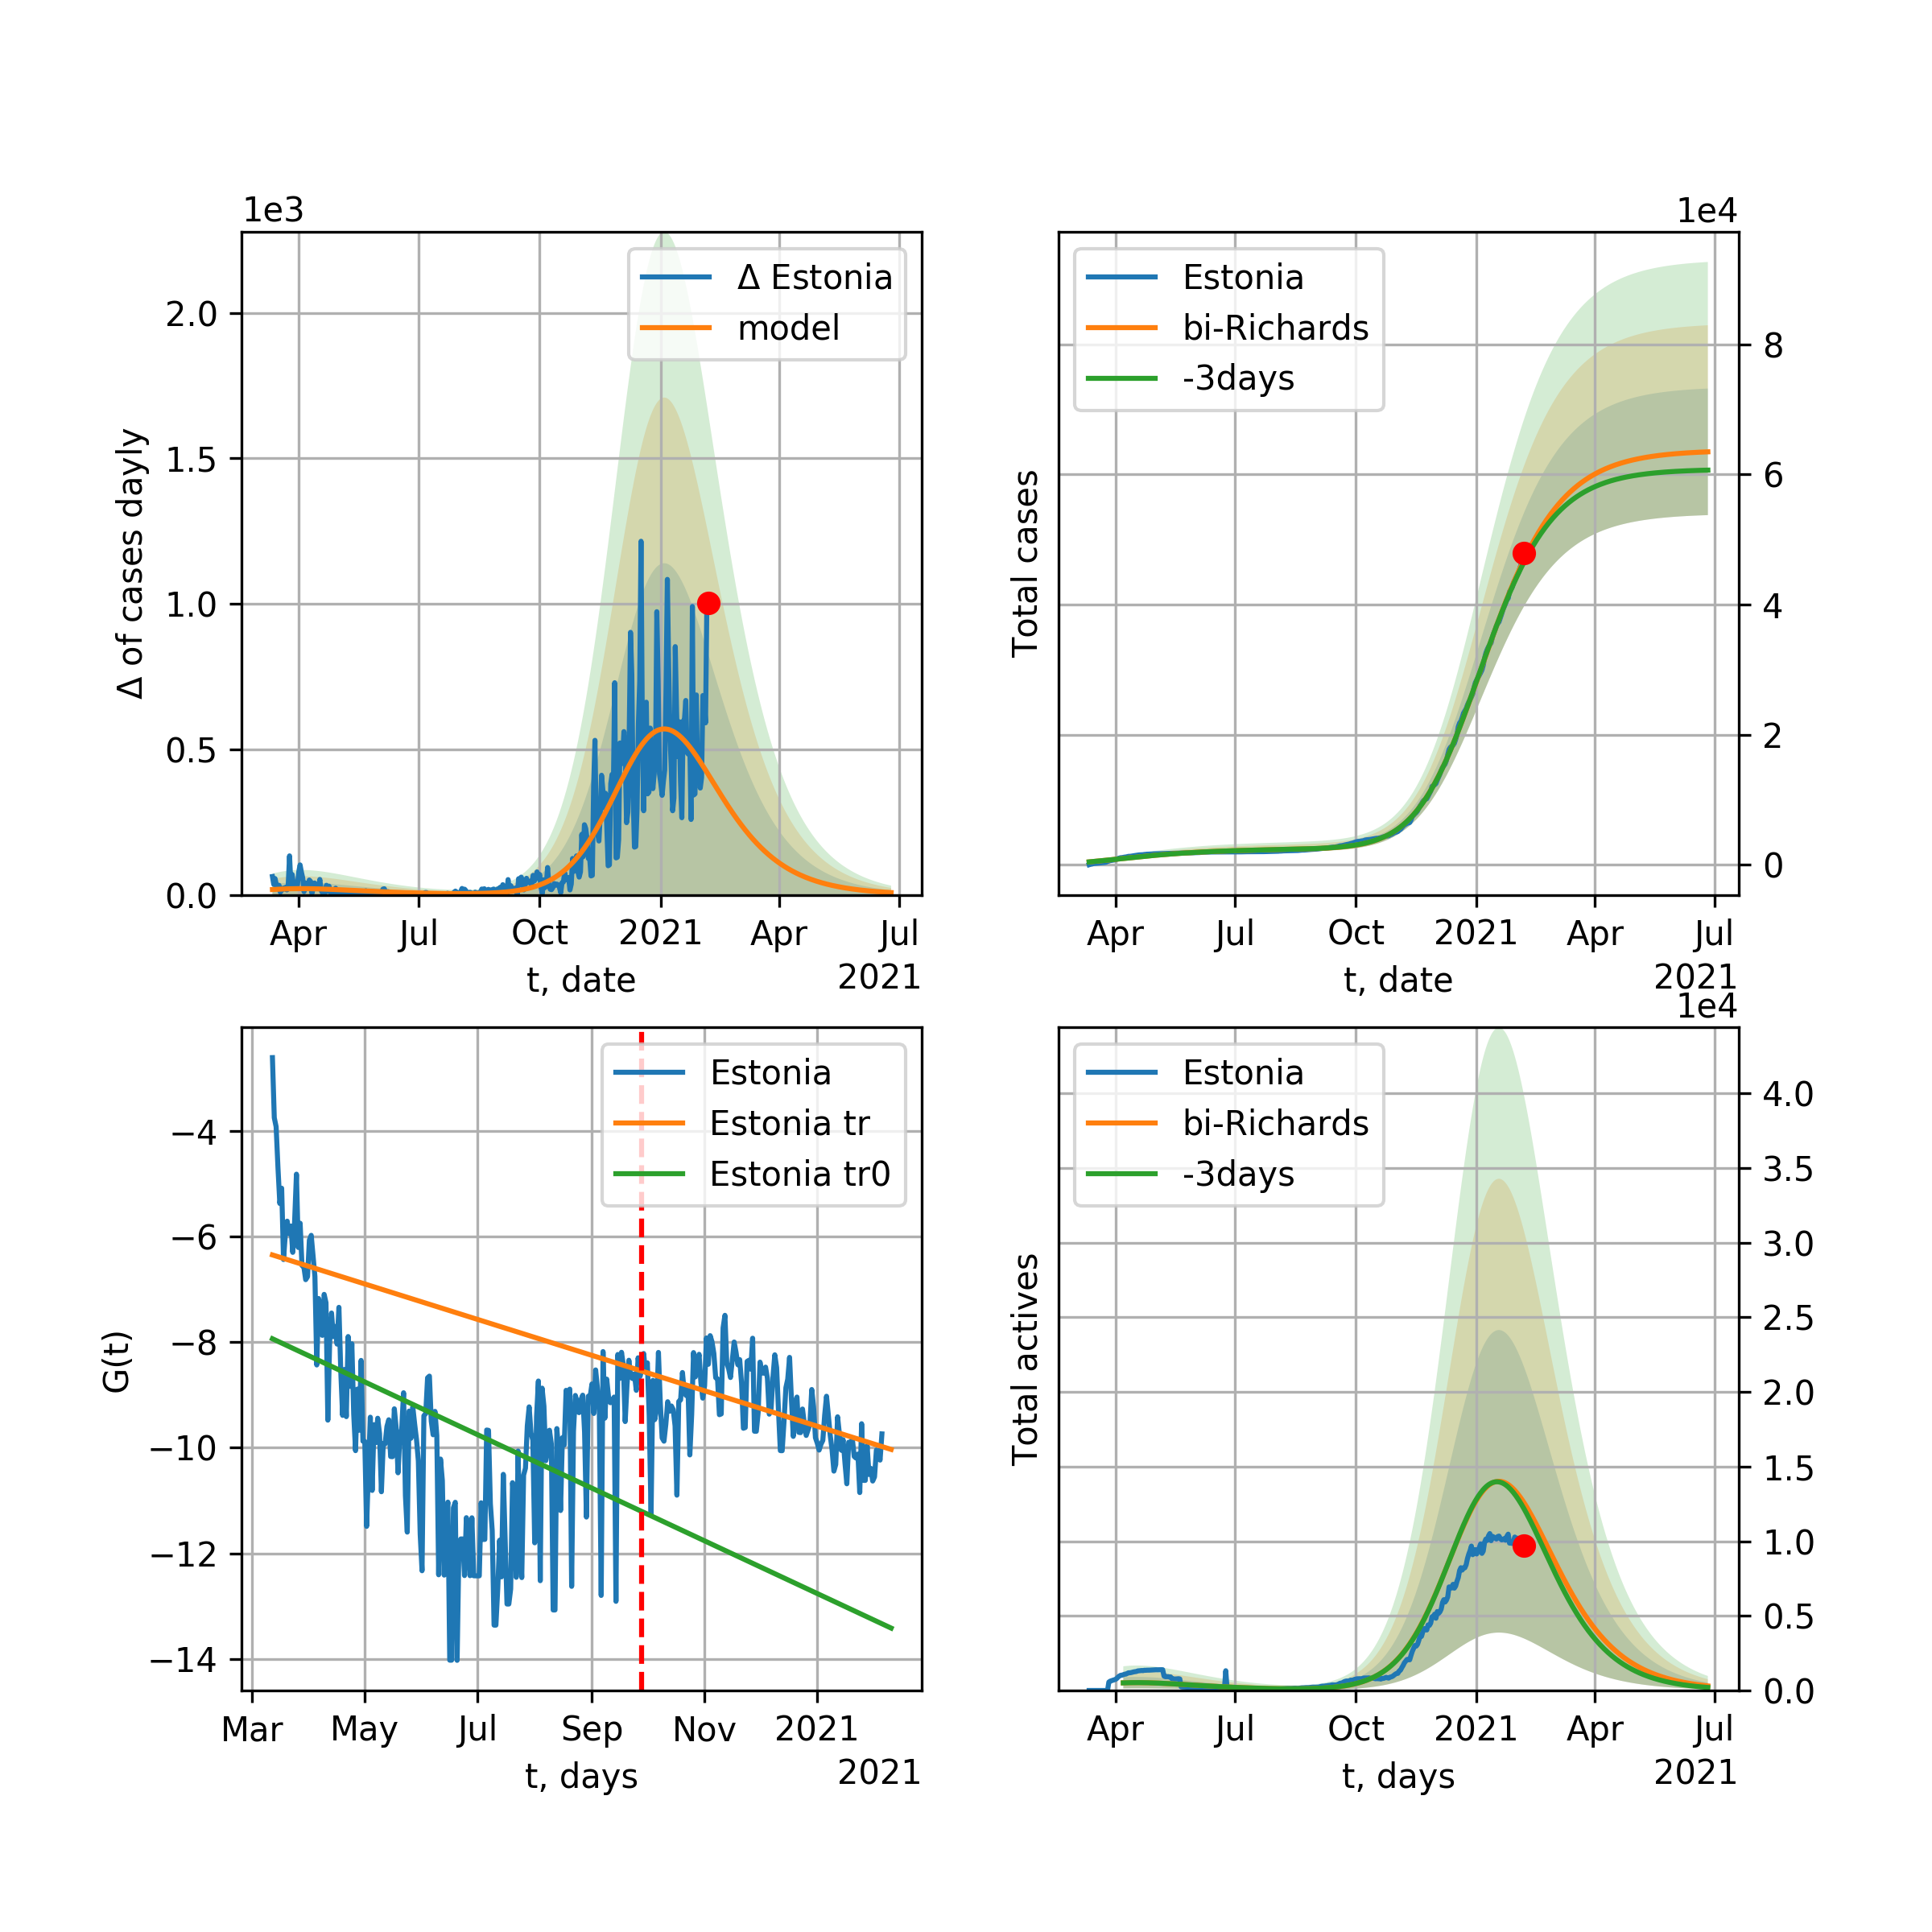 1e3
Δ Estonia
model
2.0
1.5
1.0
0.5
0.0
Δ of cases dayly
Apr Jul Oct 2021 Apr Jul
t, date
2021
1e4
Estonia
bi-Richards
-3days
8
6
4
2
0
Total cases
Apr Jul Oct 2021 Apr Jul
t, date
2021
Estonia
Estonia tr
Estonia tr0
−4
−6
−8
−10
−12
−14
G(t)
Mar May Jul Sep Nov 2021
t, days
2021
1e4
Estonia
bi-Richards
-3days
4.0
3.5
3.0
2.5
2.0
1.5
1.0
0.5
0.0
Total actives
Apr Jul Oct 2021 Apr Jul
t, days
2021